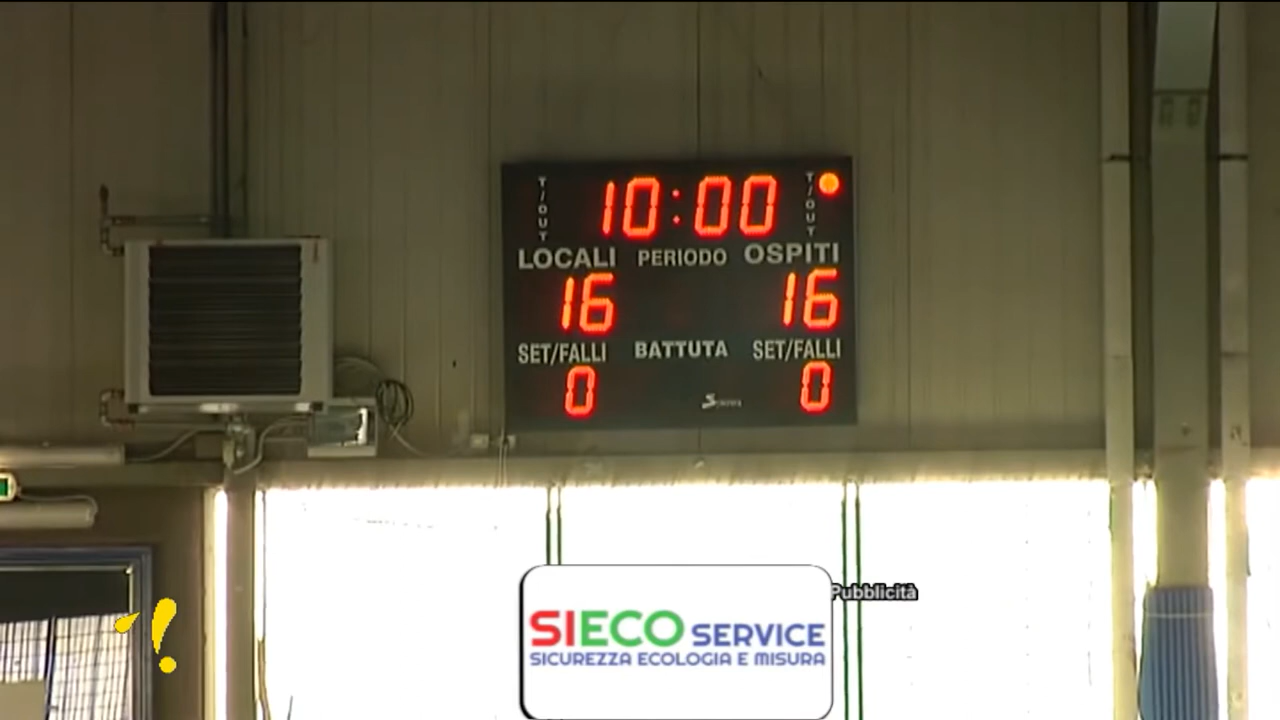 T/OUT 10:00 T/OUT
LOCALI PERIODO OSPITI
16 16
SET/FALLI BATTUTA SET/FALLI
0 0
Pubblicità
SIECO SERVICE
SICUREZZA ECOLOGIA E MISURA